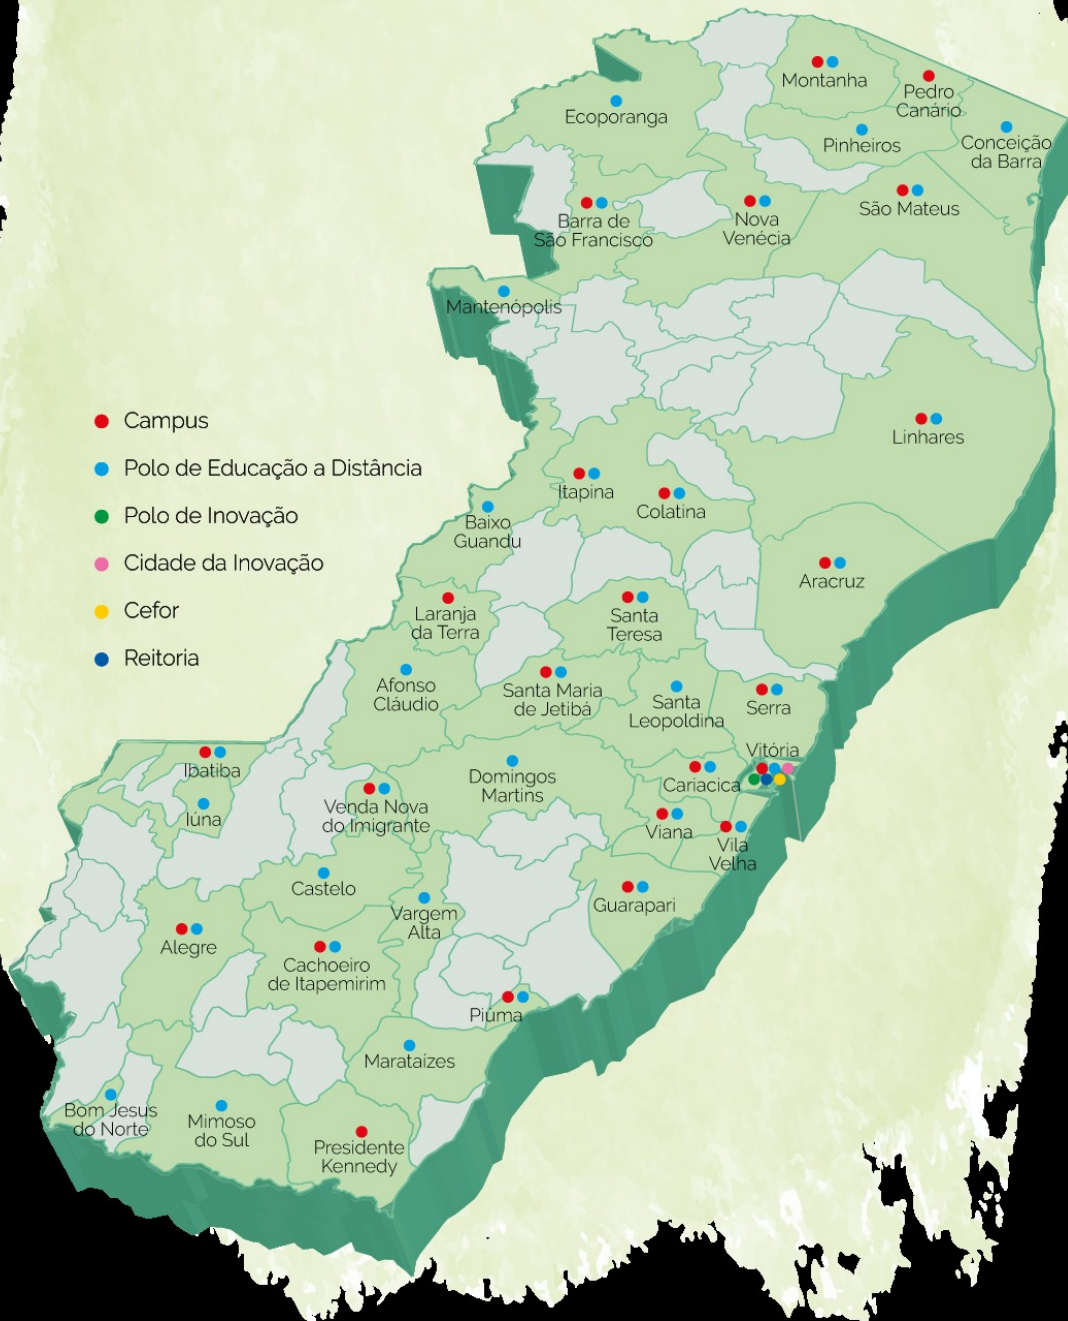 Montanha
Pedro
Canário
Ecoporanga
Pinheiros
Conceição
da Barra
São Mateus
Barra de
São Francisco
Nova
Venécia
Mantenópolis
Campus
Polo de Educação a Distância
Polo de Inovação
Cidade da Inovação
Cefor
Reitoria
Linhares
Itapina
Colatina
Baixo
Guandu
Aracruz
Laranja
da Terra
Santa
Teresa
Afonso
Cláudio
Santa Maria
de Jetibá
Santa
Leopoldina
Serra
Vitória
Ibatiba
Domingos
Martins
Cariacica
Iúna
Venda Nova
do Imigrante
Viana
Vila
Velha
Castelo
Vargem
Alta
Guarapari
Alegre
Cachoeiro
de Itapemirim
Piúma
Marataízes
Bom Jesus
do Norte
Mimoso
do Sul
Presidente
Kennedy